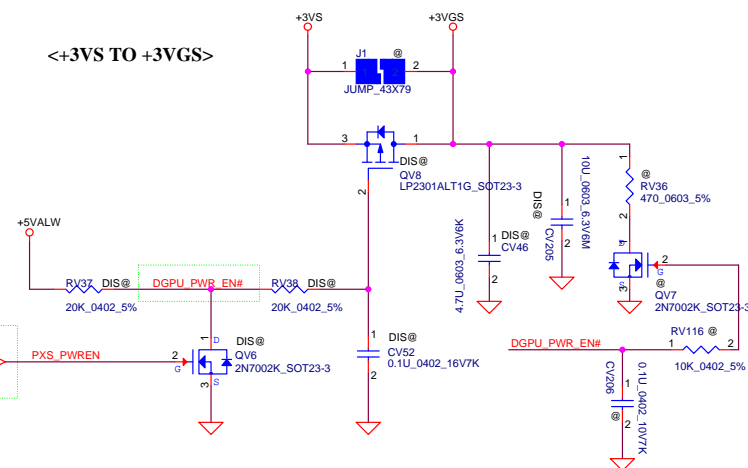 +3VS
+3VGS
<+3VS TO +3VGS>
J1
@
1
2
JUMP_43X79
3
1
DIS@
QV8
LP2301ALT1G_SOT23-3
2
+5VALW
RV37
DIS@
20K_0402_5%
DGPU_PWR_EN#
RV38
DIS@
20K_0402_5%
1
DIS@
CV46
2
4.7U_0603_6.3V6K
1
DIS@
CV205
2
10U_0603_6.3V6M
1
@
RV36
470_0603_5%
2
1
D
2
G
S
3
@
QV7
2N7002K_SOT23-3
PXS_PWREN
2
G
1
D
S
3
DIS@
QV6
2N7002K_SOT23-3
1
DIS@
CV52
0.1U_0402_16V7K
2
DGPU_PWR_EN#
RV116
@
1
2
10K_0402_5%
1
2
CV206
@
0.1U_0402_10V7K